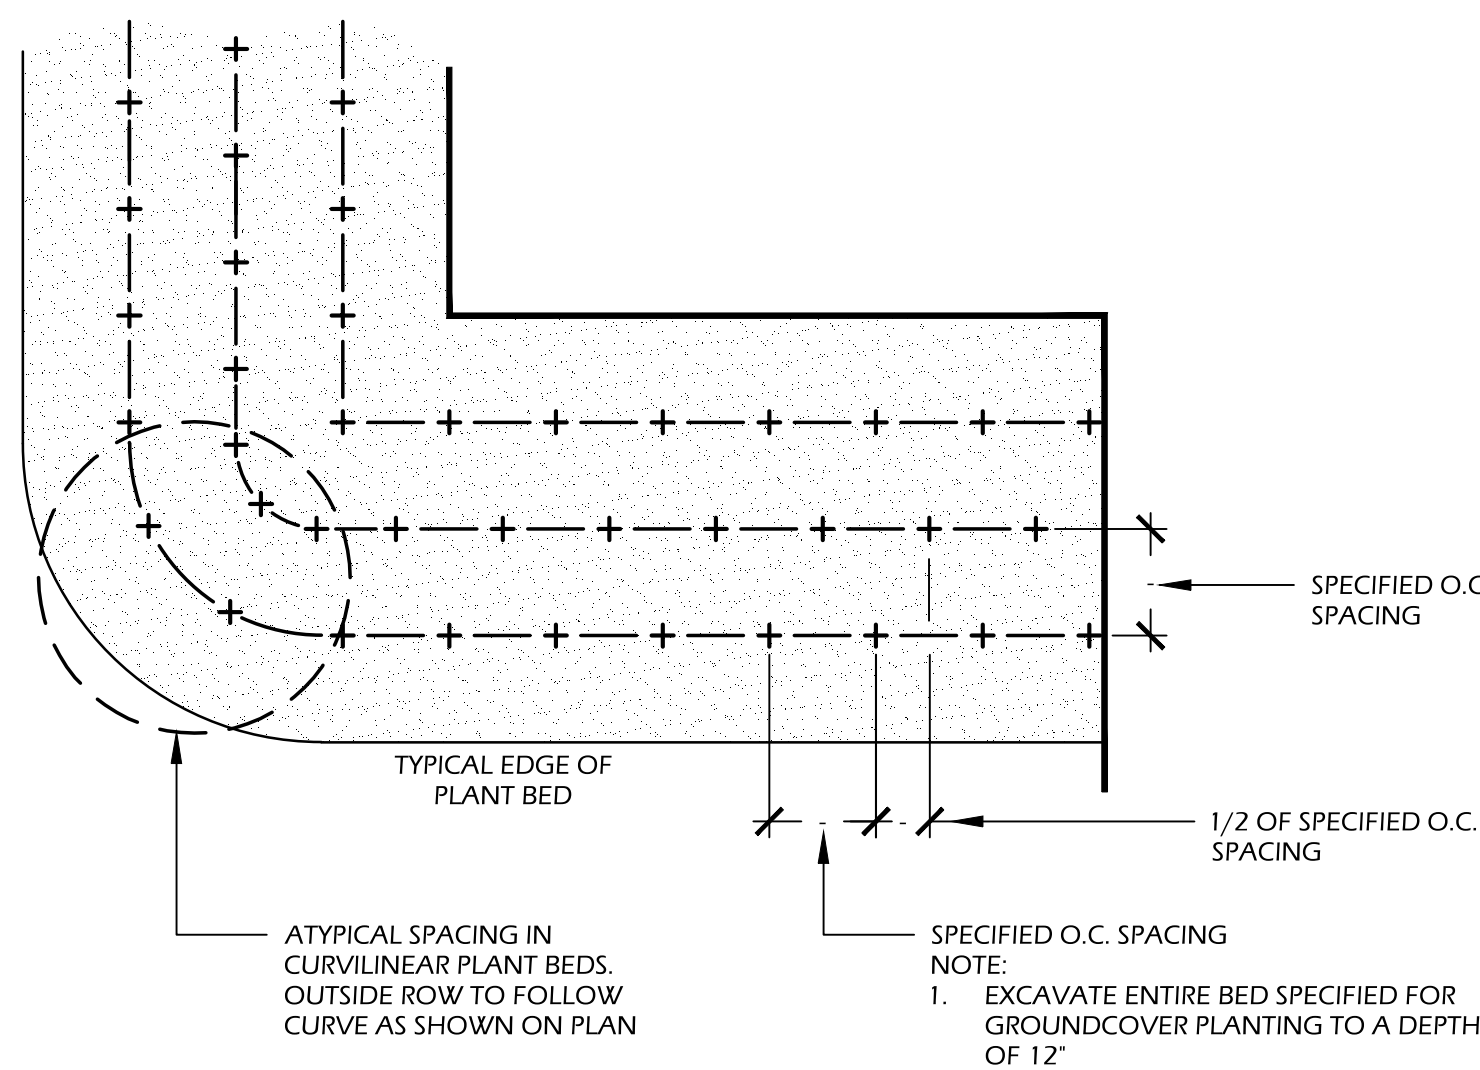 SPECIFIED O.C
SPACING
TYPICAL EDGE OF
PLANT BED
1/2 OF SPECIFIED O.C.
SPACING
ATYPICAL SPACING IN
CURVILINEAR PLANT BEDS.
OUTSIDE ROW TO FOLLOW
CURVE AS SHOWN ON PLAN
SPECIFIED O.C. SPACING
NOTE:
1. EXCAVATE ENTIRE BED SPECIFIED FOR
GROUNDCOVER PLANTING TO A DEPTH
OF 12"